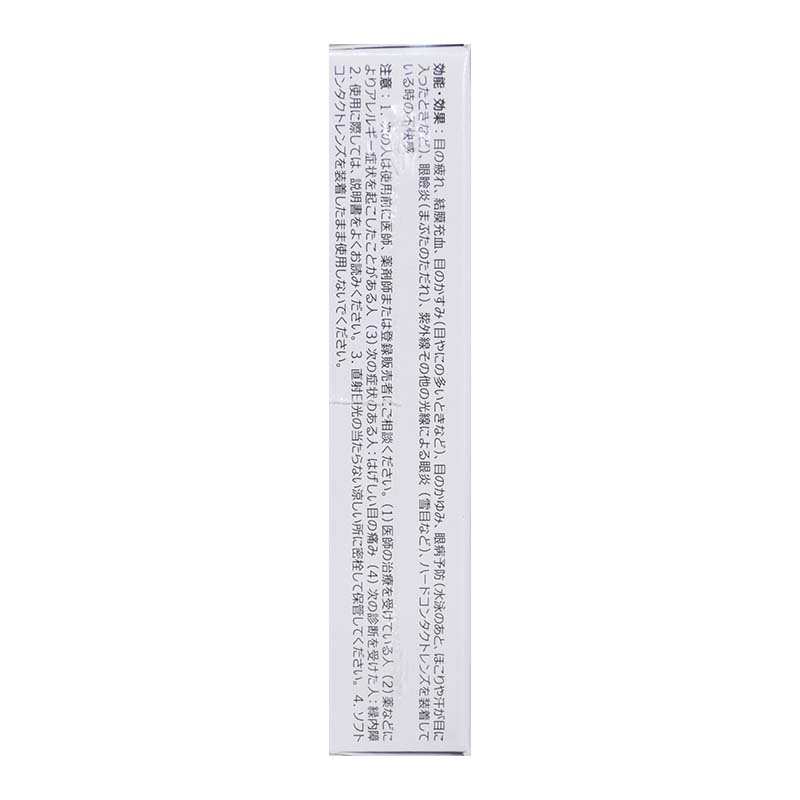 効能・効果：目の疲れ、結膜充血、目のかすみ（目やにの多いときなど）、目のかゆみ、眼病予防（水泳のあと、ほこりや汗が目に
入ったときなど）、眼瞼炎（まぶたのただれ）、紫外線その他の光線による眼炎（雪目など）、ハードコンタクトレンズを装着して
いる時の不快感
注意：1. 次の人は使用前に医師、薬剤師または登録販売者にご相談ください。（1）医師の治療を受けている人（2）薬などに
よりアレルギー症状を起こしたことがある人（3）次の症状のある人：はげしい目の痛み（4）次の診断を受けた人：緑内障
2. 使用に際しては、説明書をよくお読みください。3. 直射日光の当たらない涼しい所に密栓して保管してください。4. ソフト
コンタクトレンズを装着したまま使用しないでください。